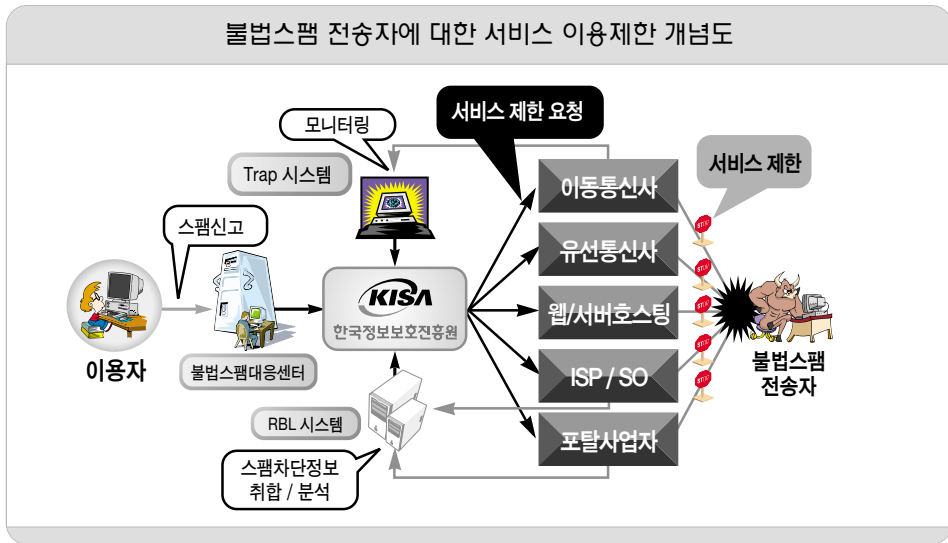 불법스팸 전송자에 대한 서비스 이용제한 개념도
모니터링
서비스 제한 요청
Trap 시스템
이동통신사
서비스 제한
스팸신고
유선통신사
KISA
한국정보보호진흥원
웹/서버호스팅
이용자
불법스팸대응센터
ISP / SO
불법스팸
전송자
RBL 시스템
포탈사업자
스팸차단정보
취합 / 분석
STOP
STOP
STOP
STOP
STOP